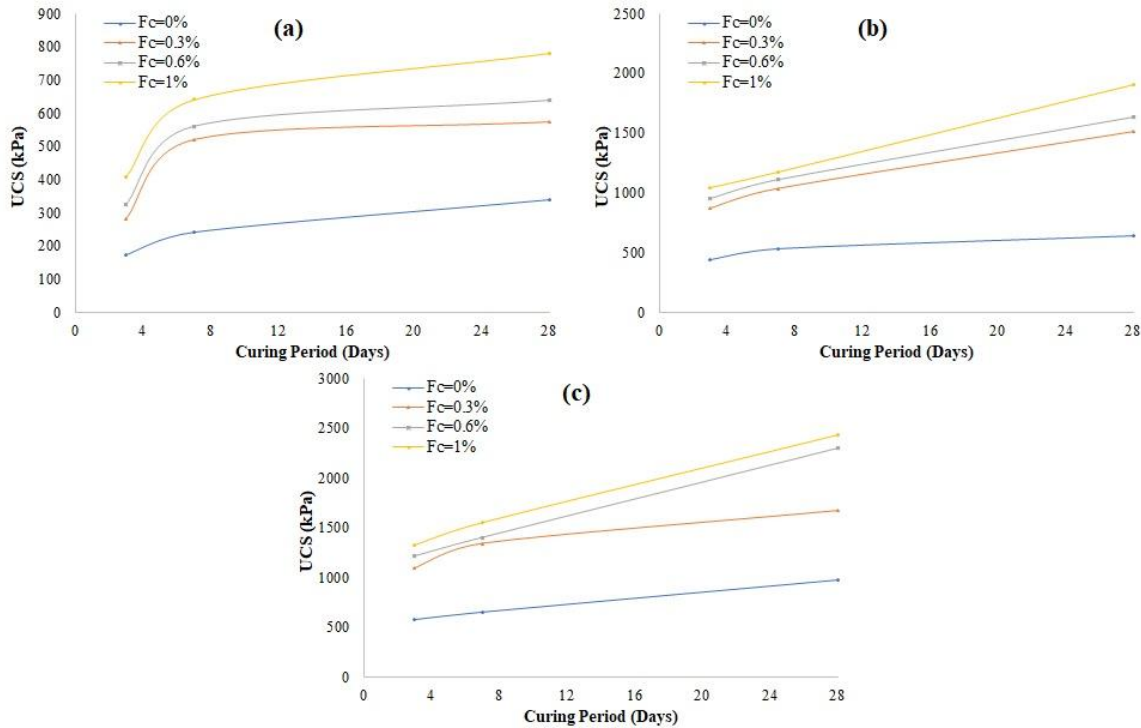 (a)
Fc=0%
Fc=0.3%
Fc=0.6%
Fc=1%
UCS (kPa)
900
800
700
600
500
400
300
200
100
0
0 4 8 12 16 20 24 28
Curing Period (Days)
(b)
Fc=0%
Fc=0.3%
Fc=0.6%
Fc=1%
UCS (kPa)
2500
2000
1500
1000
500
0
0 4 8 12 16 20 24 28
Curing Period (Days)
(c)
Fc=0%
Fc=0.3%
Fc=0.6%
Fc=1%
UCS (kPa)
3000
2500
2000
1500
1000
500
0
0 4 8 12 16 20 24 28
Curing Period (Days)